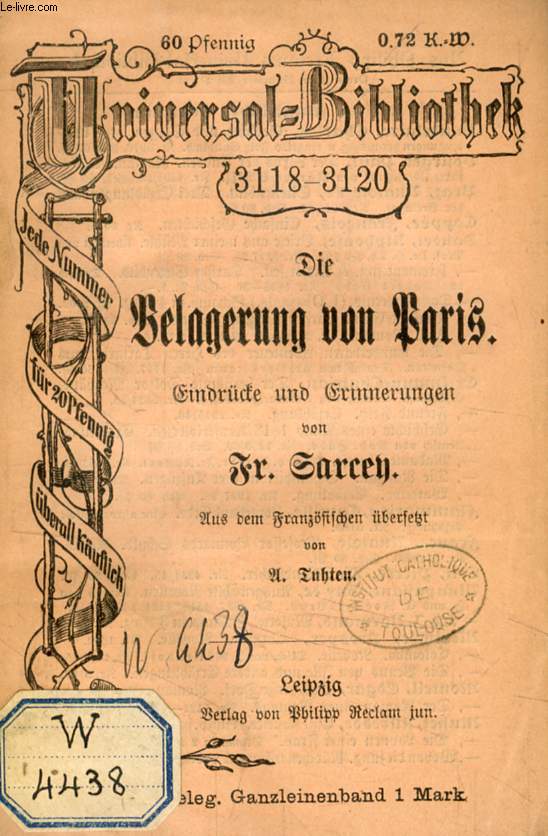 Le-livre.com
60 Pfennig 0.72 K.-W.
Universal=Bibliothek
3118-3120
Jede Nummer
für 20 Pfennig
überall käuflich
Die
Belagerung von Paris.
Eindrücke und Erinnerungen
von
Fr. Sarcey.
Aus dem Französischen übersetzt
von
A. Tuhten.
INSTITUT CATHOLIQUE
DE
TOULOUSE
W 4438
Leipzig
Verlag von Philipp Reclam jun.
W
4438
eleg. Ganzleinenband 1 Mark